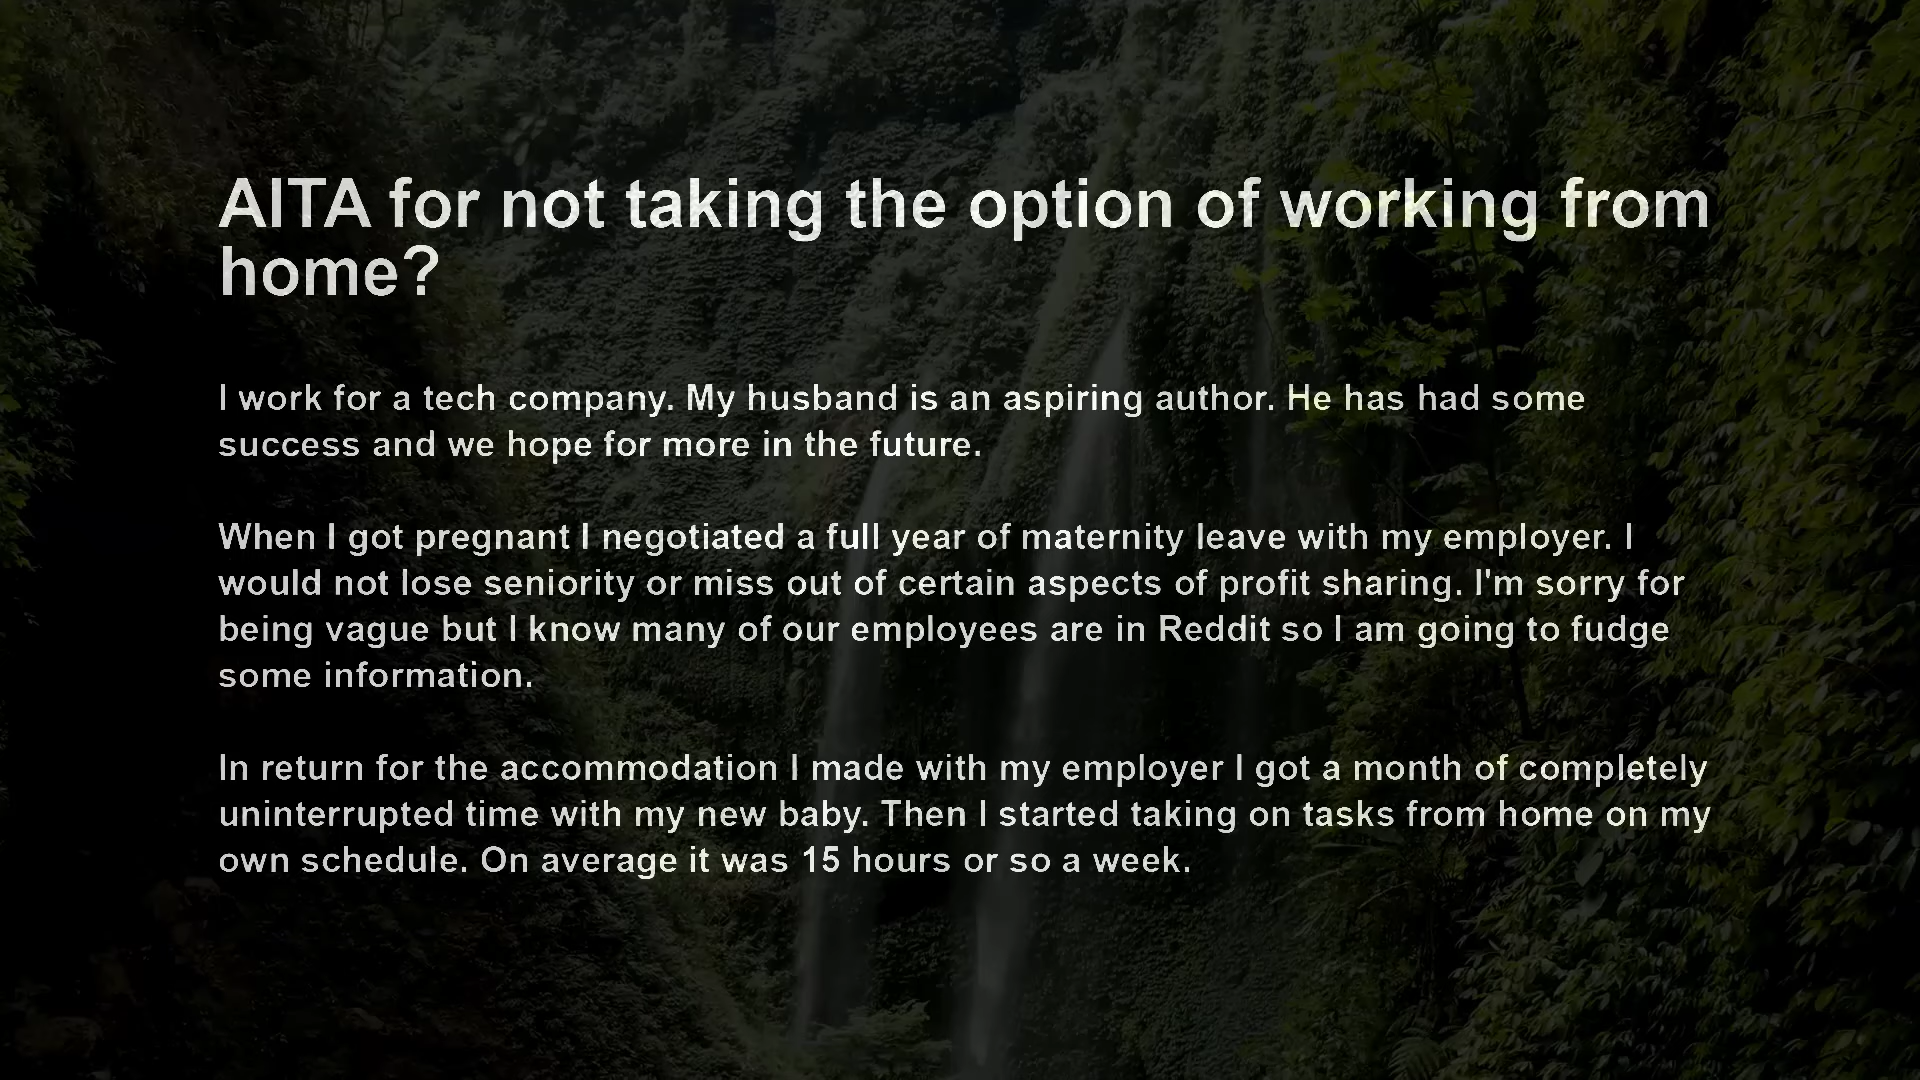 AITA for not taking the option of working from
home?
I work for a tech company. My husband is an aspiring author. He has had some
success and we hope for more in the future.
When I got pregnant I negotiated a full year of maternity leave with my employer. I
would not lose seniority or miss out of certain aspects of profit sharing. I'm sorry for
being vague but I know many of our employees are in Reddit so I am going to fudge
some information.
In return for the accommodation I made with my employer I got a month of completely
uninterrupted time with my new baby. Then I started taking on tasks from home on my
own schedule. On average it was 15 hours or so a week.